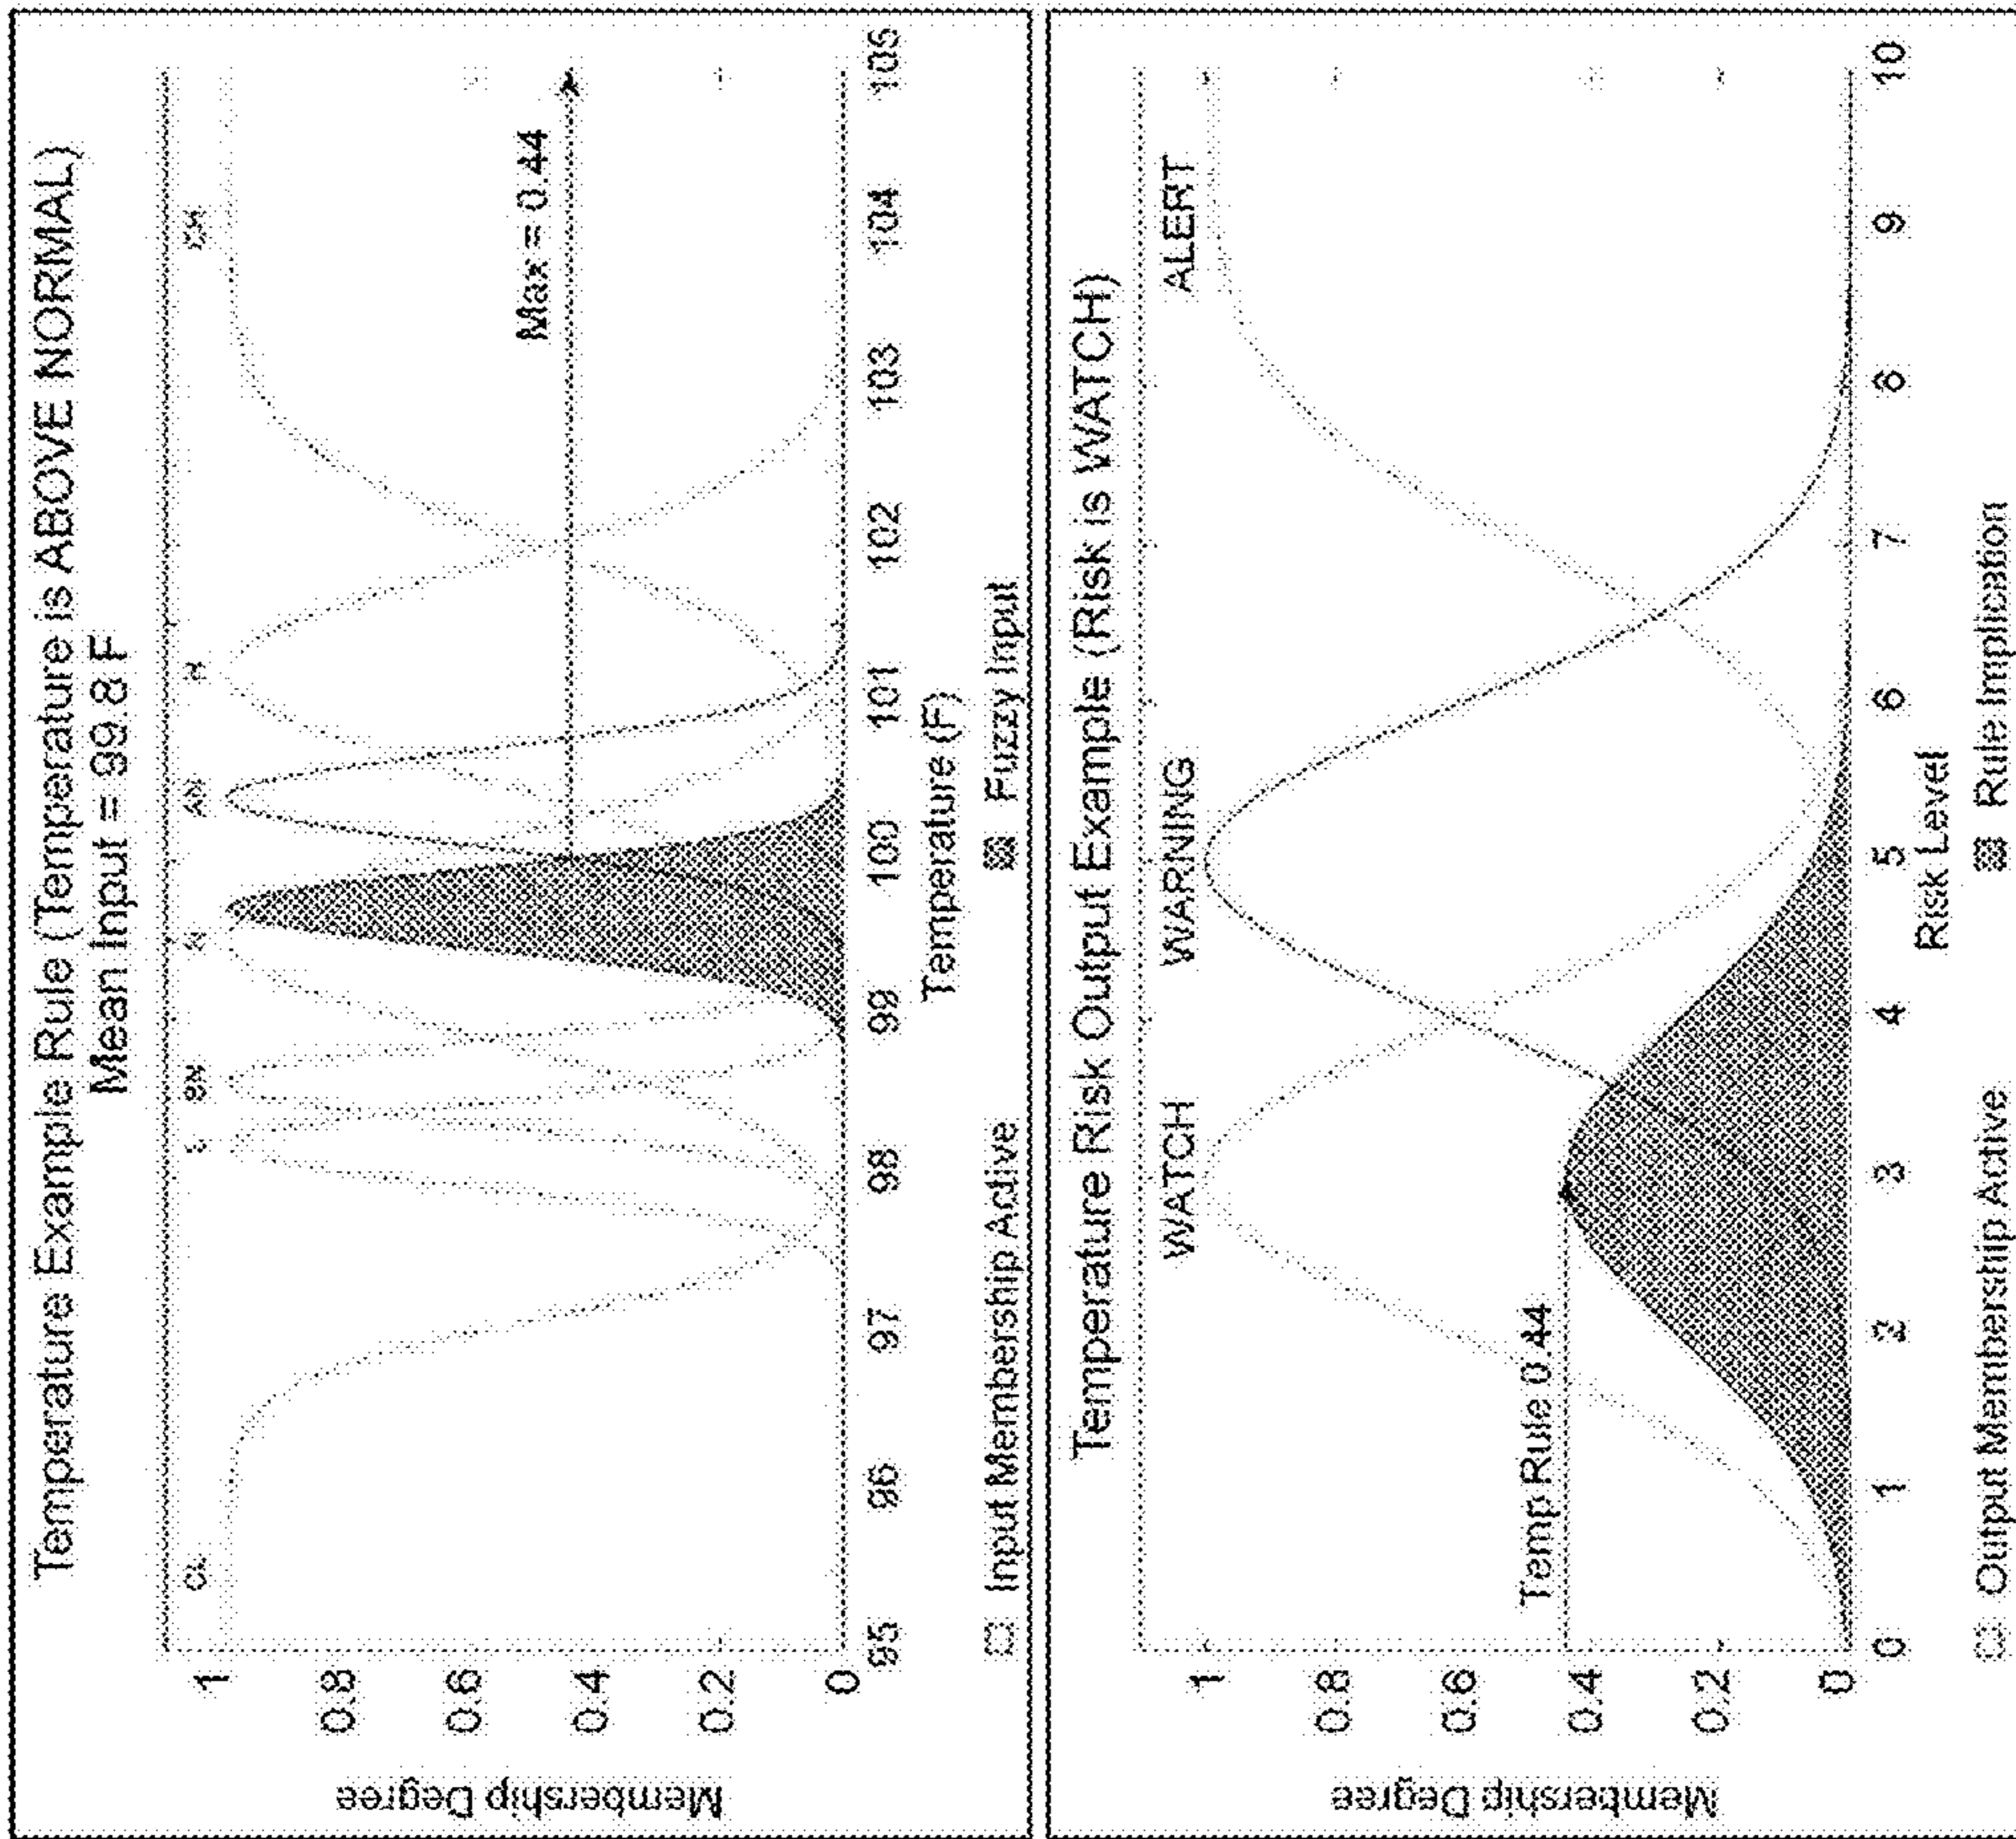 Temperature Example Rule (Temperature is ABOVE NORMAL)
Mean Input = 99.8 F
Membership Degree
1
0.8
0.6
0.4
0.2
0
CL
L
BN
N
AN
H
CH
Max = 0.44
95
96
97
98
99
100
101
102
103
104
105
Temperature (F)
Input Membership Active
Fuzzy Input
Temperature Risk Output Example (Risk is WATCH)
Membership Degree
1
0.8
0.6
0.4
0.2
0
WATCH
WARNING
ALERT
Temp Rule 0.44
0
1
2
3
4
5
6
7
8
9
10
Risk Level
Output Membership Active
Rule Implication